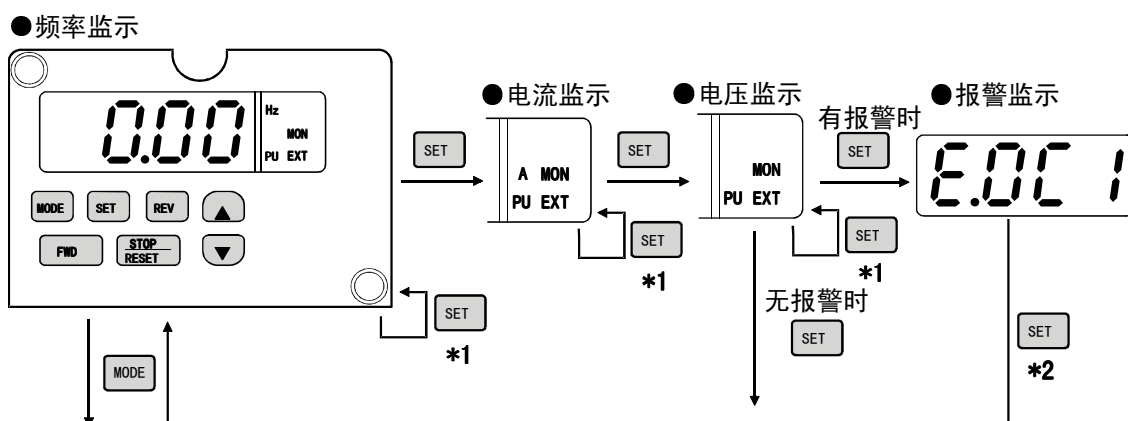 ●频率监示
0.00
Hz
MON
PU EXT
MODE
SET
REV
FWD
STOP
RESET
SET
*1
MODE
SET
●电流监示
A MON
PU EXT
SET
*1
SET
●电压监示
MON
PU EXT
SET
*1
有报警时
SET
无报警时
SET
●报警监示
E.OC 1
SET
*2